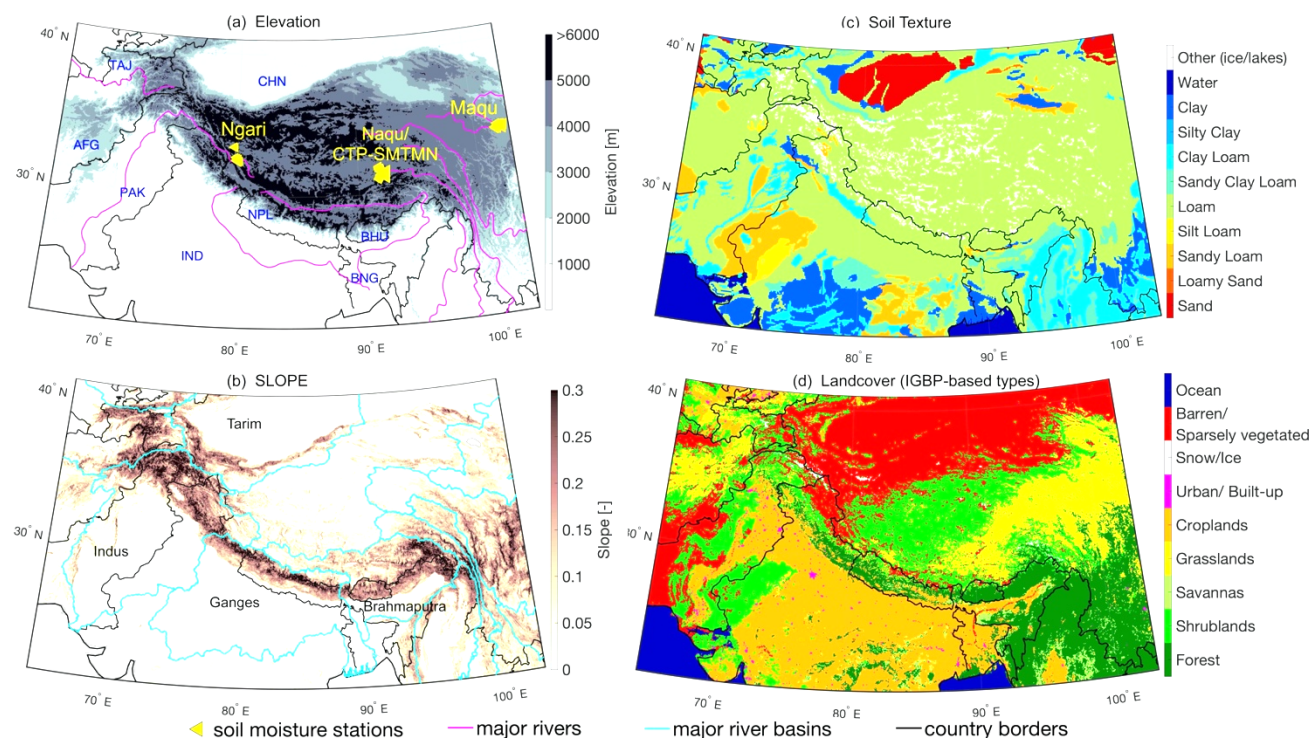 (a) Elevation
40° N
30° N
TAJ
CHN
AFG
PAK
IND
NPL
BHU
BNG
Ngari
Naqu/
CTP-SMTMN
Maqu
70° E
80° E
90° E
100° E
>6000
5000
4000
3000
2000
1000
Elevation [m]
(c) Soil Texture
40° N
30° N
70° E
80° E
90° E
100° E
Other (ice/lakes)
Water
Clay
Silty Clay
Clay Loam
Sandy Clay Loam
Loam
Silt Loam
Sandy Loam
Loamy Sand
Sand
(b) SLOPE
40° N
30° N
Tarim
Indus
Ganges
Brahmaputra
70° E
80° E
90° E
100° E
0.3
0.25
0.2
0.15
0.1
0.05
0
Slope [-]
(d) Landcover (IGBP-based types)
40° N
30° N
70° E
80° E
90° E
100° E
Ocean
Barren/
Sparsely vegetated
Snow/Ice
Urban/ Built-up
Croplands
Grasslands
Savannas
Shrublands
Forest
soil moisture stations
major rivers
major river basins
country borders